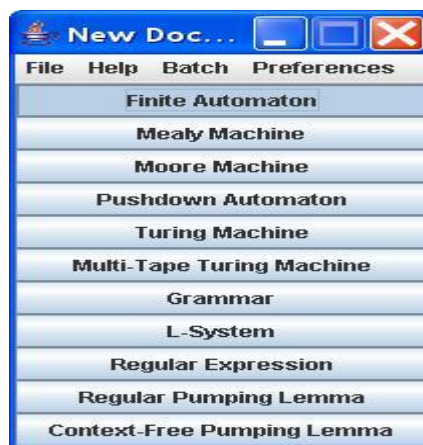 New Doc...
File Help Batch Preferences
Finite Automaton
Mealy Machine
Moore Machine
Pushdown Automaton
Turing Machine
Multi-Tape Turing Machine
Grammar
L-System
Regular Expression
Regular Pumping Lemma
Context-Free Pumping Lemma